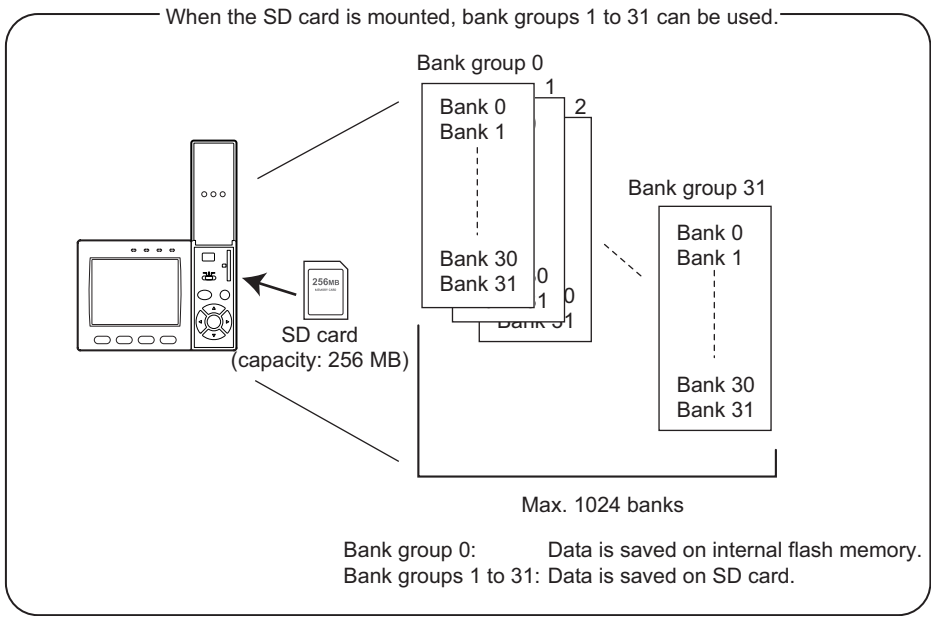 When the SD card is mounted, bank groups 1 to 31 can be used.
Bank group 0
1
2
Bank 0
Bank 1
Bank 30
Bank 31
Bank group 31
Bank 0
Bank 1
Bank 30
Bank 31
256MB
SD card
(capacity: 256 MB)
Max. 1024 banks
Bank group 0: Data is saved on internal flash memory.
Bank groups 1 to 31: Data is saved on SD card.